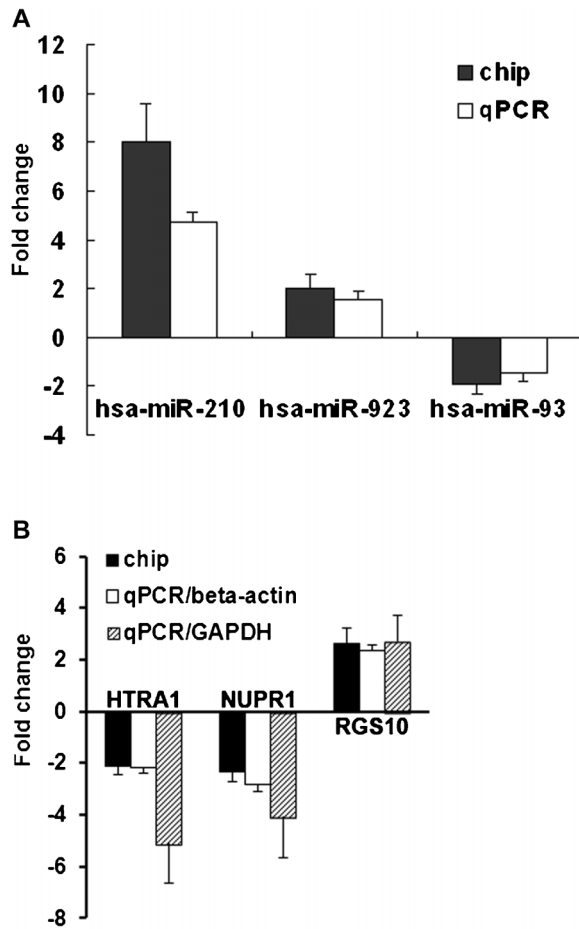 A
12
10
8
6
4
2
0
-2
-4
Fold change
chip
qPCR
hsa-miR-210 hsa-miR-923 hsa-miR-93
B
6
4
2
0
-2
-4
-6
-8
Fold change
chip
qPCR/beta-actin
qPCR/GAPDH
HTRA1 NUPR1
RGS10